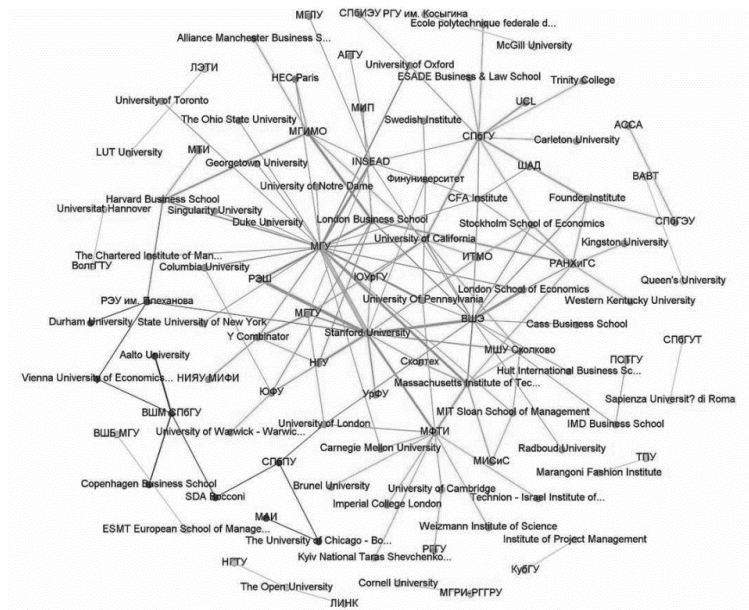 МГЛУ
СПбГЭУ
РГУ им. Косыгина
Ecole polytechnique federale d...
Alliance Manchester Business S...
McGill University
АГТУ
University of Oxford
ЛЭТИ
HEC Paris
ESADE Business & Law School
Trinity College
University of Toronto
МИП
UCL
The Ohio State University
Swedish Institute
МГИМО
СПбГУ
АССА
LUT University
МТИ
Carleton University
Georgetown University
INSEAD
ШАД
ВАВТ
Финуниверситет
University of Notre Dame
Harvard Business School
CFA Institute
Founder Institute
Universitat Hannover
Singularity University
London Business School
СПбГЭУ
Duke University
Stockholm School of Economics
МГУ
University of California
Kingston University
The Chartered Institute of Man...
ИТМО
РАНХиГС
ВолгГТУ
Columbia University
РЭШ
ЮУрГУ
Queen's University
London School of Economics
РЭУ им. Плеханова
University Of Pennsylvania
Western Kentucky University
МГТУ
Durham University
State University of New York
Stanford University
ВШЭ
Cass Business School
Y Combinator
СПбГУТ
Aalto University
МШУ Сколково
НГУ
Сколтех
ПСТГУ
Hult International Business Sc...
Vienna University of Economics...
НИЯУ МИФИ
Massachusetts Institute of Tec...
ЮФУ
УрФУ
Sapienza Universit? di Roma
ВШМ СПбГУ
MIT Sloan School of Management
University of London
IMD Business School
ВШБ МГУ
University of Warwick - Warwic...
МФТИ
Carnegie Mellon University
Radboud University
СПбПУ
МИСиС
ТПУ
Marangoni Fashion Institute
Copenhagen Business School
Brunel University
University of Cambridge
SDA Bocconi
Technion - Israel Institute of...
Imperial College London
МАИ
ESMT European School of Manage...
Weizmann Institute of Science
The University of Chicago - Bo...
Institute of Project Management
РГГУ
Kyiv National Taras Shevchenko...
НГТУ
КубГУ
Cornell University
The Open University
МГРИ-РГГРУ
ЛИНК